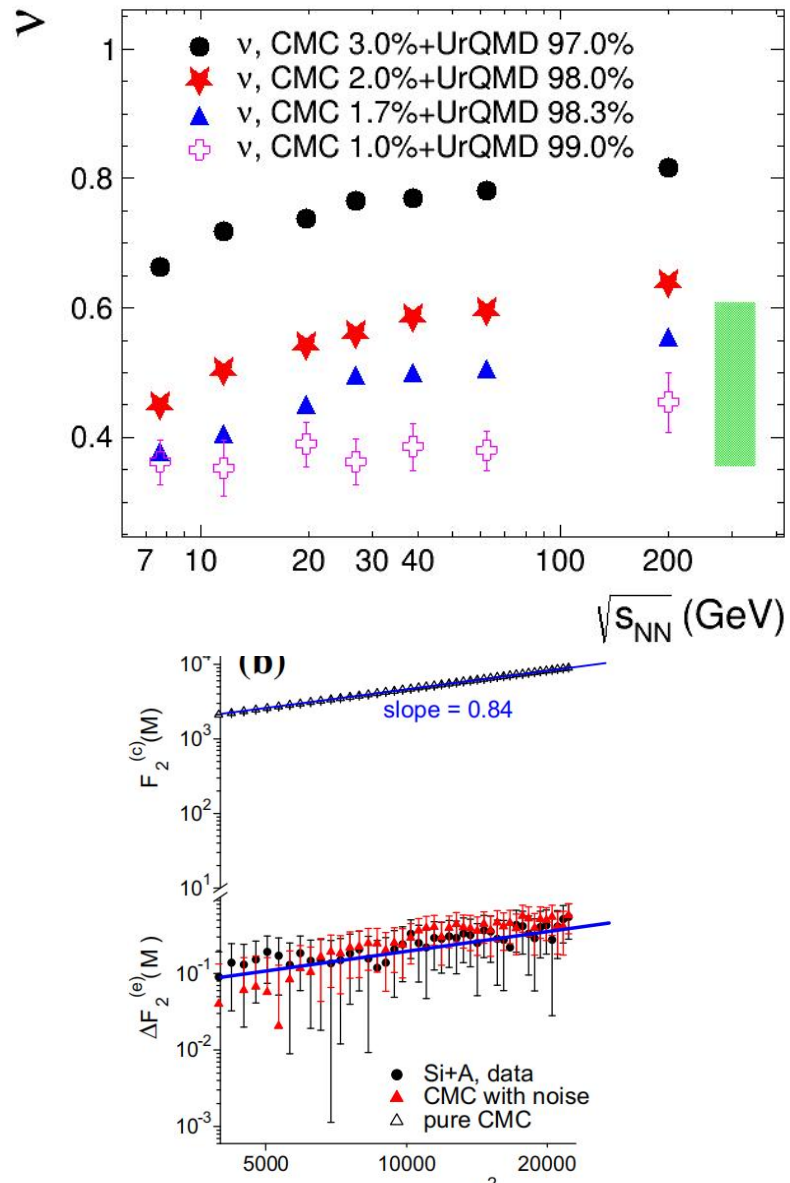 ν
1
ν, CMC 3.0%+UrQMD 97.0%
ν, CMC 2.0%+UrQMD 98.0%
ν, CMC 1.7%+UrQMD 98.3%
ν, CMC 1.0%+UrQMD 99.0%
0.8
0.6
0.4
7 10 20 30 40 100 200
√sNN (GeV)
(b)
10⁴
slope = 0.84
10³
F₂⁽ᶜ⁾(M)
10²
10¹
10⁻¹
ΔF₂⁽ᵉ⁾(M)
10⁻²
Si+A, data
CMC with noise
pure CMC
10⁻³
5000 10000 20000
2